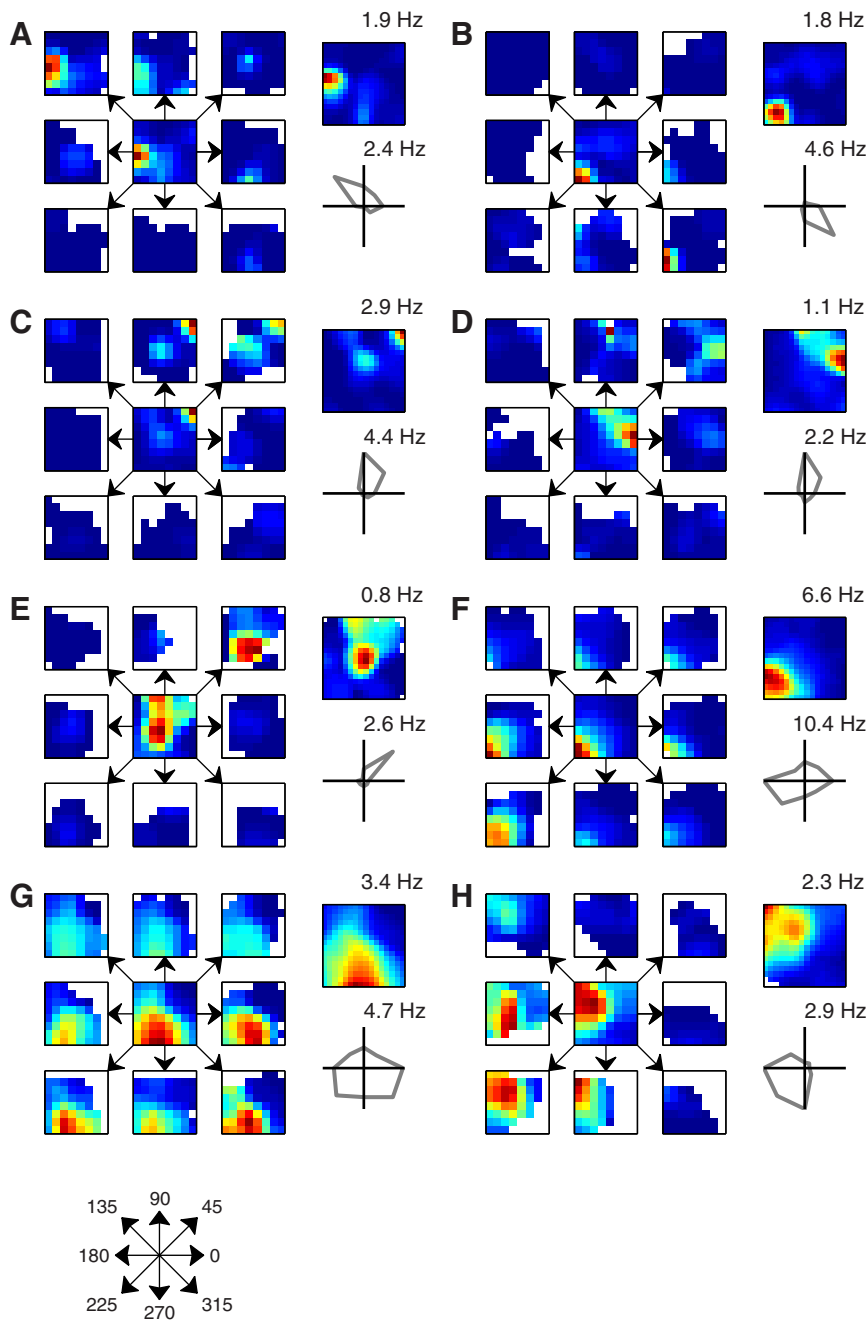 A
1.9 Hz
2.4 Hz
B
1.8 Hz
4.6 Hz
C
2.9 Hz
4.4 Hz
D
1.1 Hz
2.2 Hz
E
0.8 Hz
2.6 Hz
F
6.6 Hz
10.4 Hz
G
3.4 Hz
4.7 Hz
H
2.3 Hz
2.9 Hz
90
135
45
180
0
225
315
270